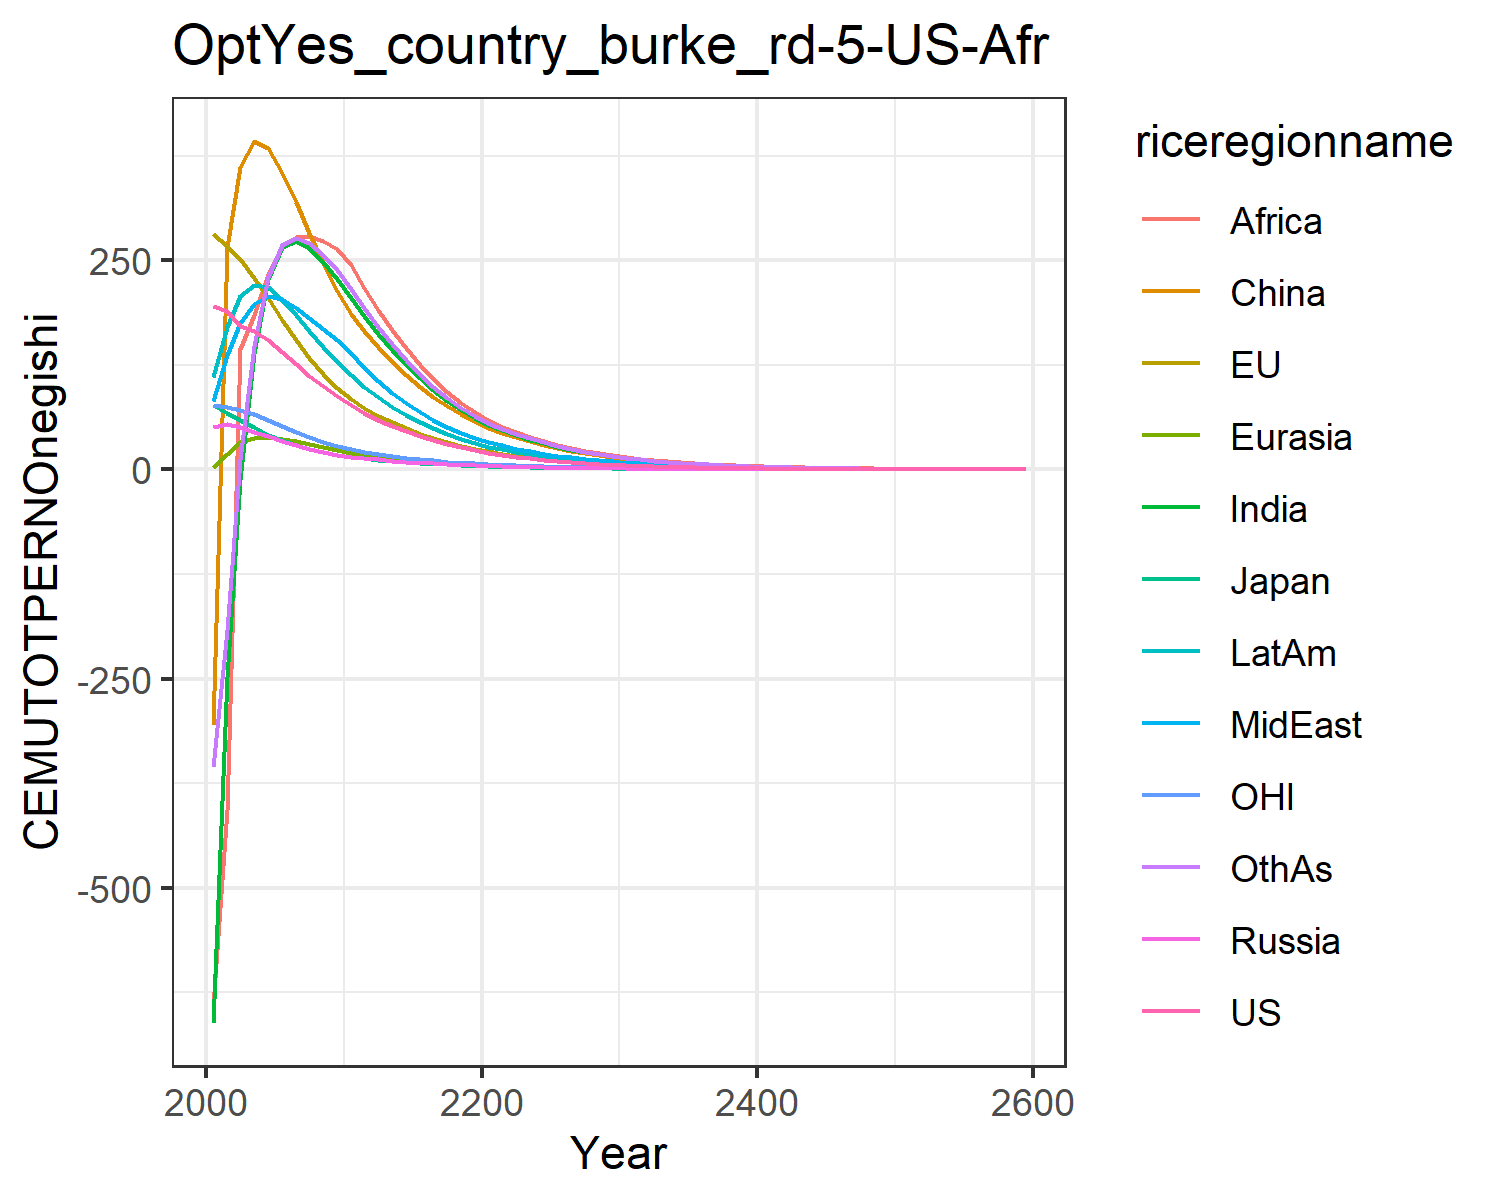 OptYes_country_burke_rd-5-US-Afr
CEMUTOTPERNOnegishi
250
0
-250
-500
2000
2200
2400
2600
Year
riceregionname
Africa
China
EU
Eurasia
India
Japan
LatAm
MidEast
OHI
OthAs
Russia
US